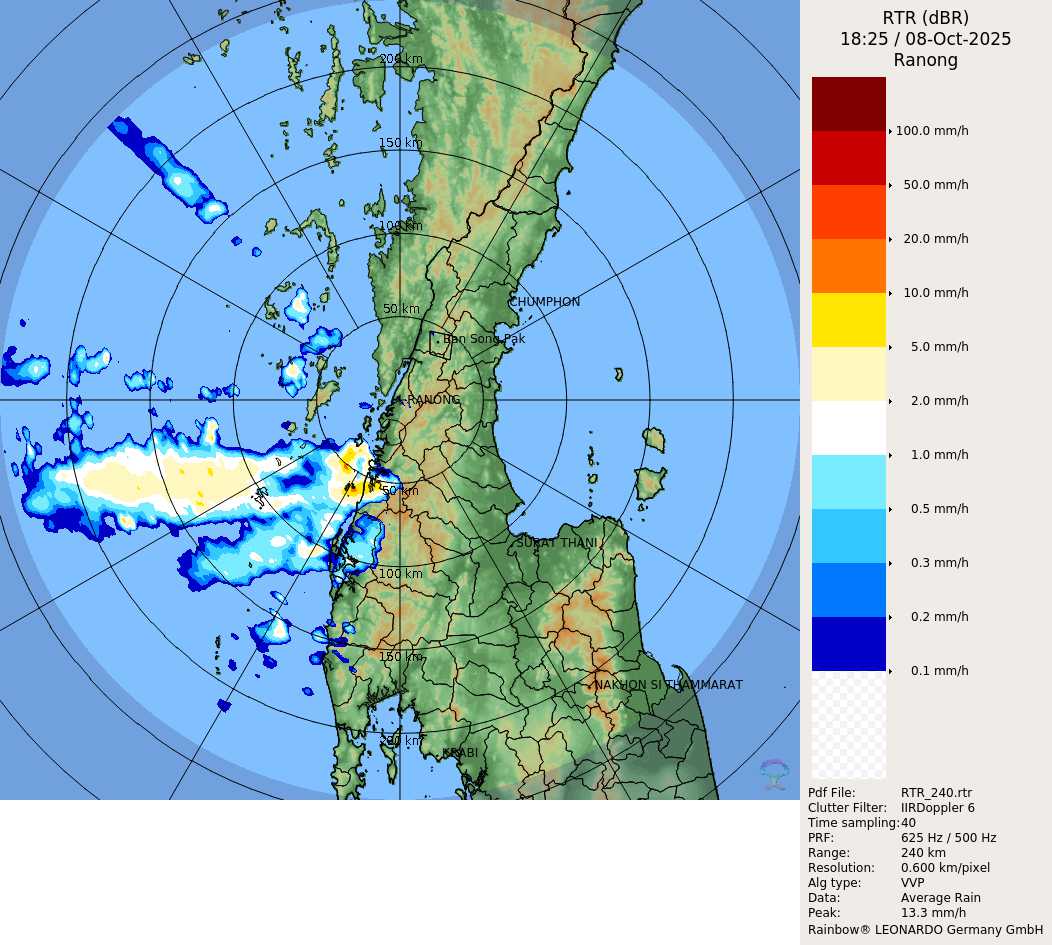 RTR (dBR)
18:25 / 08-Oct-2025
Ranong
200 km
150 km
100 km
50 km
CHUMPHON
Ban Song Pak
RANONG
50 km
SURAT THANI
100 km
150 km
NAKHON SI THAMMARAT
200 km
KRABI
100.0 mm/h
50.0 mm/h
20.0 mm/h
10.0 mm/h
5.0 mm/h
2.0 mm/h
1.0 mm/h
0.5 mm/h
0.3 mm/h
0.2 mm/h
0.1 mm/h
Pdf File: RTR_240.rtr
Clutter Filter: IIRDoppler 6
Time sampling: 40
PRF: 625 Hz / 500 Hz
Range: 240 km
Resolution: 0.600 km/pixel
Alg type: VVP
Data: Average Rain
Peak: 13.3 mm/h
Rainbow® LEONARDO Germany GmbH